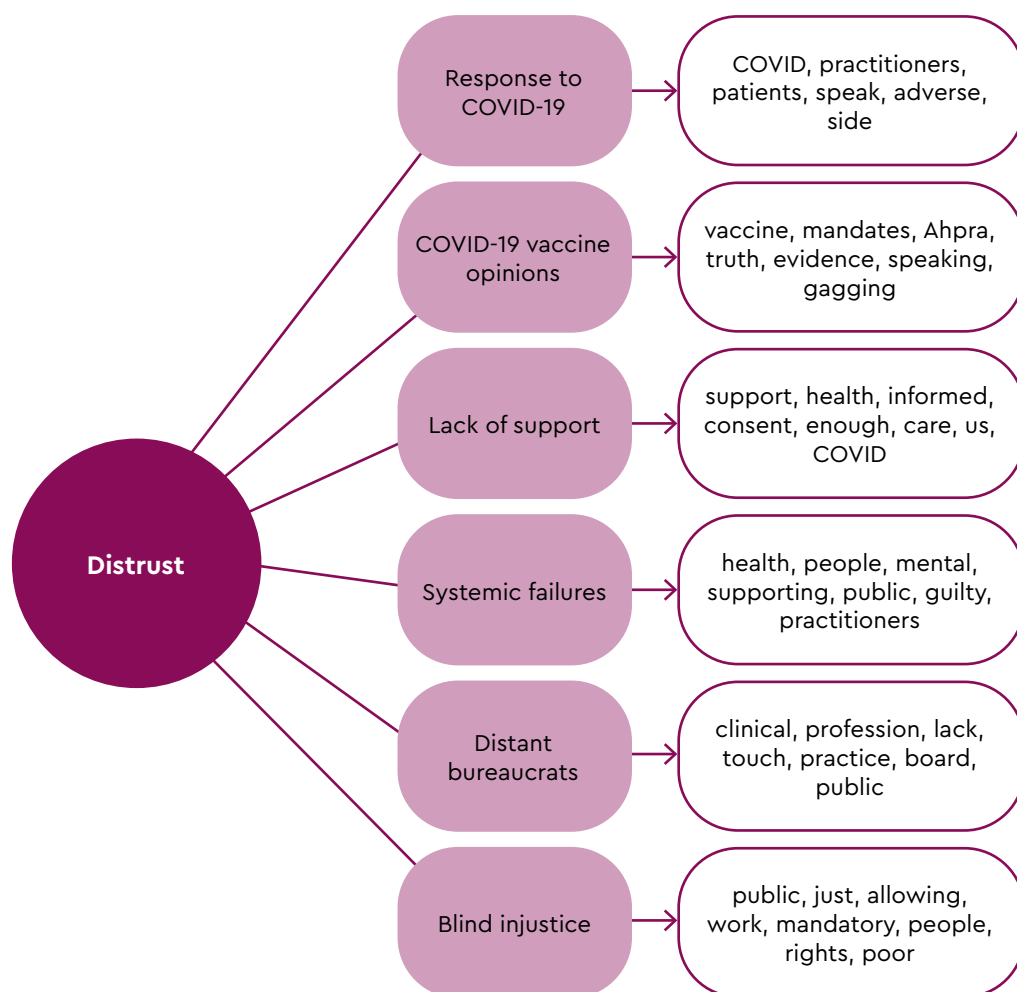 Response to
COVID-19
COVID, practitioners,
patients, speak, adverse,
side
COVID-19 vaccine
opinions
vaccine, mandates, Ahpra,
truth, evidence, speaking,
gagging
Lack of support
support, health, informed,
consent, enough, care, us,
COVID
Distrust
Systemic failures
health, people, mental,
supporting, public, guilty,
practitioners
Distant
bureaucrats
clinical, profession, lack,
touch, practice, board,
public
Blind injustice
public, just, allowing,
work, mandatory, people,
rights, poor